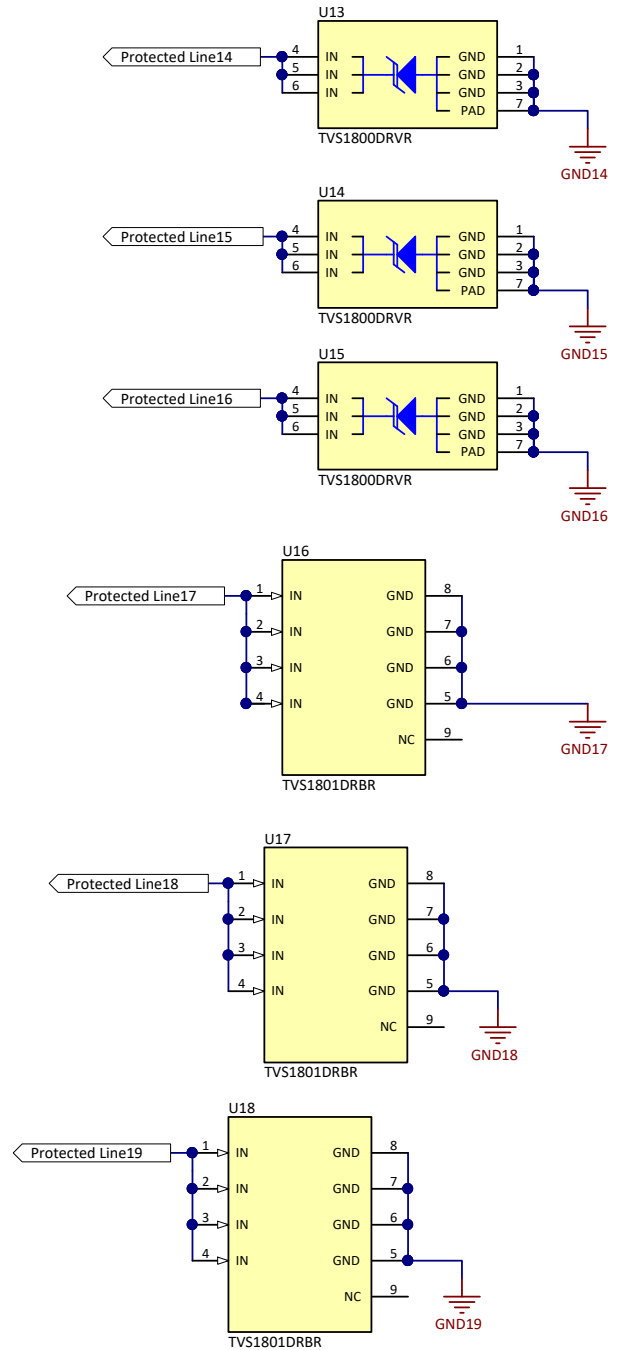 U13
Protected Line14
4 IN GND 1
5 IN GND 2
6 IN GND 3
PAD 7
TVS1800DRVR
GND14
U14
Protected Line15
4 IN GND 1
5 IN GND 2
6 IN GND 3
PAD 7
TVS1800DRVR
GND15
U15
Protected Line16
4 IN GND 1
5 IN GND 2
6 IN GND 3
PAD 7
TVS1800DRVR
GND16
U16
Protected Line17
1 IN GND 8
2 IN GND 7
3 IN GND 6
4 IN GND 5
NC 9
GND17
TVS1801DRBR
U17
Protected Line18
1 IN GND 8
2 IN GND 7
3 IN GND 6
4 IN GND 5
NC 9
GND18
TVS1801DRBR
U18
Protected Line19
1 IN GND 8
2 IN GND 7
3 IN GND 6
4 IN GND 5
NC 9
GND19
TVS1801DRBR